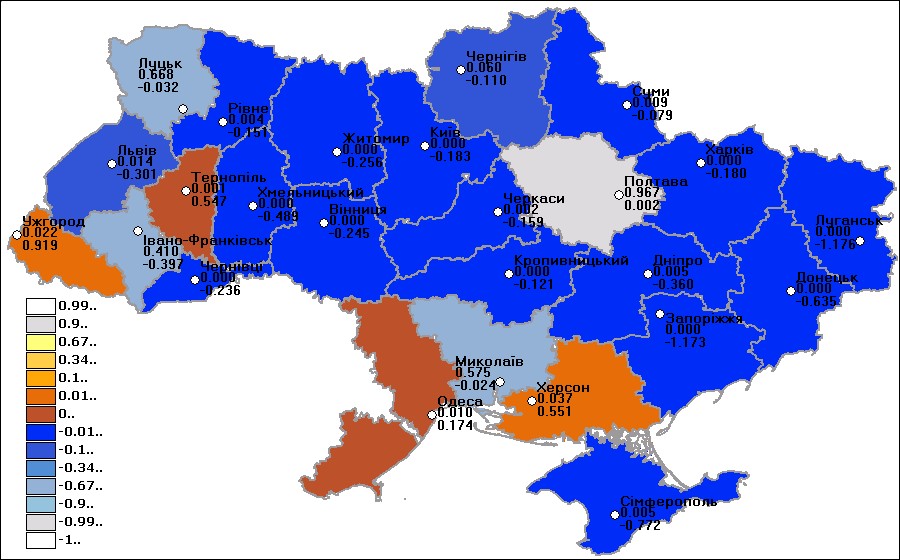 Чернігів
0.060
-0.110
Луцьк
0.668
-0.032
Суми
0.009
-0.079
Рівне
0.004
-0.151
Житомир
0.000
-0.256
Київ
0.000
-0.183
Харків
0.000
-0.180
Львів
0.014
-0.301
Тернопіль
0.001
0.547
Хмельницький
0.000
-0.489
Вінниця
0.000
-0.245
Черкаси
0.002
-0.159
Полтава
0.967
0.002
Луганськ
0.000
-1.176
Ужгород
0.022
0.919
Івано-Франківськ
0.410
-0.397
Чернівці
0.000
-0.236
Кропивницький
0.000
-0.121
Дніпро
0.005
-0.360
Донецьк
0.000
-0.635
Запоріжжя
0.000
-1.173
Миколаїв
0.575
-0.024
Херсон
0.037
0.551
Одеса
0.010
0.174
Сімферополь
0.005
-0.772
0.99..
0.9..
0.67..
0.34..
0.1..
0.01..
0..
-0.01..
-0.1..
-0.34..
-0.67..
-0.9..
-0.99..
-1..